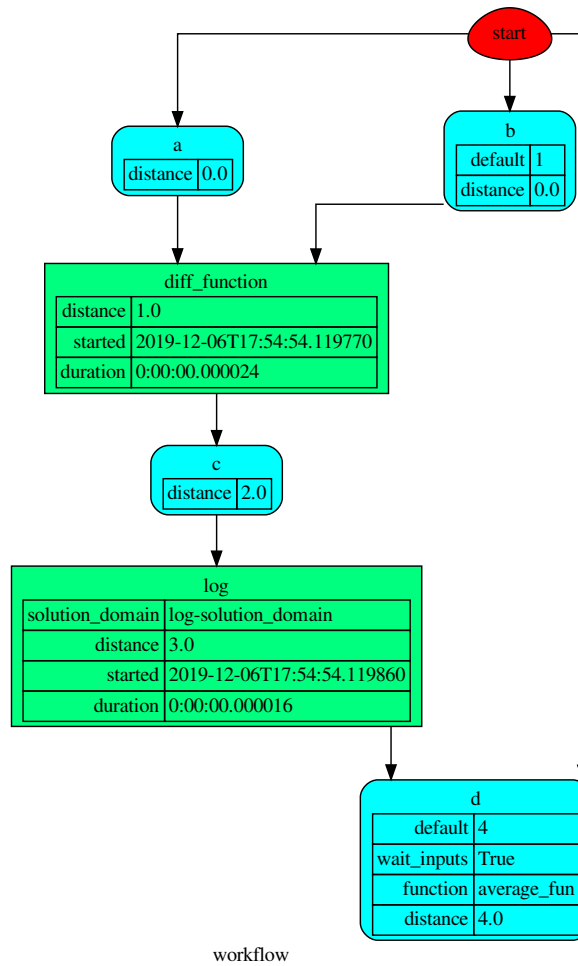 start
a
distance 0.0
b
default 1
distance 0.0
diff_function
distance 1.0
started 2019-12-06T17:54:54.119770
duration 0:00:00.000024
c
distance 2.0
log
solution_domain log-solution_domain
distance 3.0
started 2019-12-06T17:54:54.119860
duration 0:00:00.000016
d
default 4
wait_inputs True
function average_fun
distance 4.0
workflow